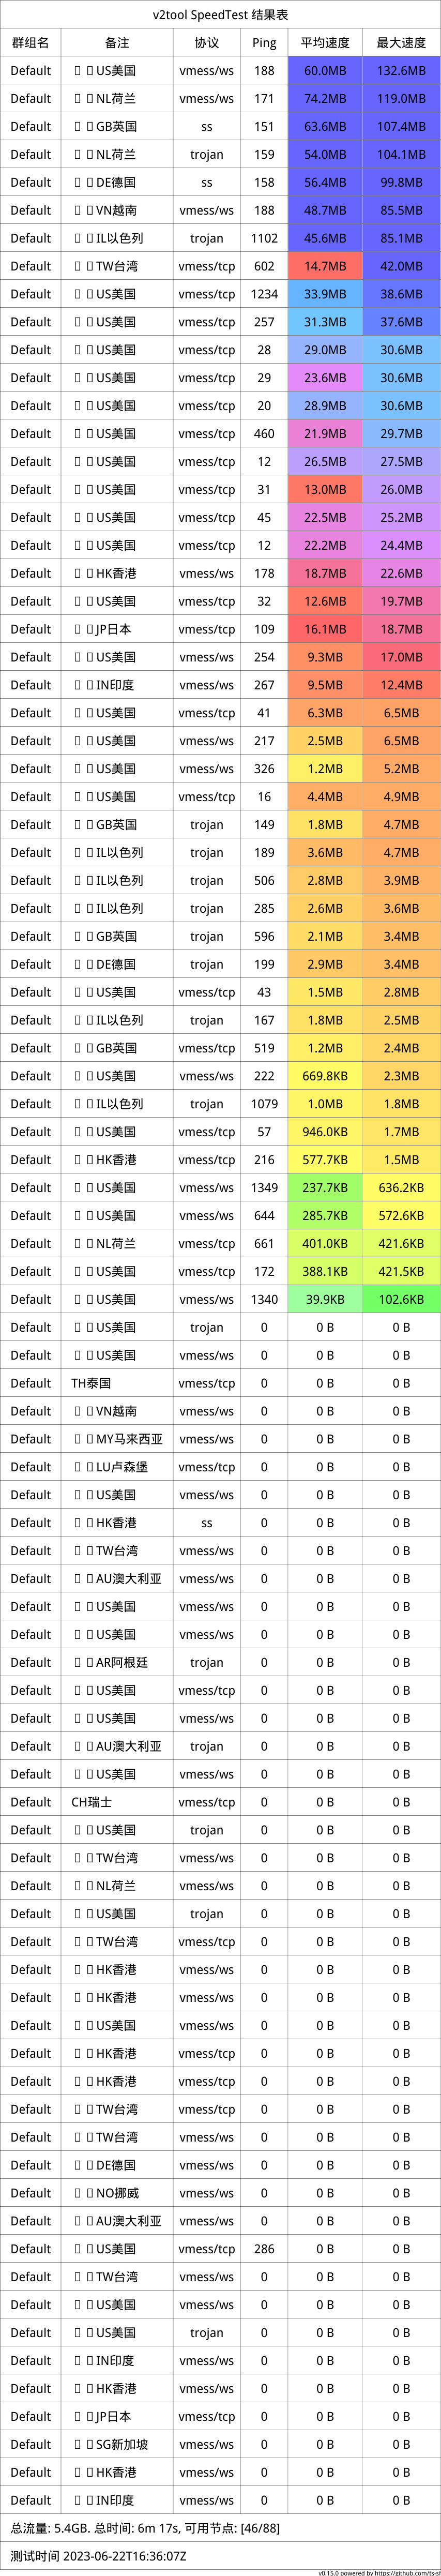 v2tool SpeedTest 结果表
群组名 备注 协议 Ping 平均速度 最大速度
Default US美国 vmess/ws 188 60.0MB 132.6MB
Default NL荷兰 vmess/ws 171 74.2MB 119.0MB
Default GB英国 ss 151 63.6MB 107.4MB
Default NL荷兰 trojan 159 54.0MB 104.1MB
Default DE德国 ss 158 56.4MB 99.8MB
Default VN越南 vmess/ws 188 48.7MB 85.5MB
Default IL以色列 trojan 1102 45.6MB 85.1MB
Default TW台湾 vmess/tcp 602 14.7MB 42.0MB
Default US美国 vmess/ws 1234 33.9MB 38.6MB
Default US美国 vmess/tcp 257 31.3MB 37.6MB
Default US美国 vmess/tcp 28 29.0MB 30.6MB
Default US美国 vmess/tcp 29 23.6MB 30.6MB
Default US美国 vmess/tcp 20 28.9MB 30.6MB
Default US美国 vmess/tcp 460 21.9MB 29.7MB
Default US美国 vmess/tcp 12 26.5MB 27.5MB
Default US美国 vmess/tcp 31 13.0MB 26.0MB
Default US美国 vmess/tcp 45 22.5MB 25.2MB
Default US美国 vmess/tcp 12 22.2MB 24.4MB
Default HK香港 vmess/ws 178 18.7MB 22.6MB
Default US美国 vmess/tcp 32 12.6MB 19.7MB
Default JP日本 vmess/tcp 109 16.1MB 18.7MB
Default US美国 vmess/ws 254 9.3MB 17.0MB
Default IN印度 vmess/ws 267 9.5MB 12.4MB
Default US美国 vmess/tcp 41 6.3MB 6.5MB
Default US美国 vmess/ws 217 2.5MB 6.5MB
Default US美国 vmess/ws 326 1.2MB 5.2MB
Default US美国 vmess/tcp 16 4.4MB 4.9MB
Default GB英国 trojan 149 1.8MB 4.7MB
Default IL以色列 trojan 189 3.6MB 4.7MB
Default IL以色列 trojan 506 2.8MB 3.9MB
Default IL以色列 trojan 285 2.6MB 3.6MB
Default GB英国 trojan 596 2.1MB 3.4MB
Default DE德国 trojan 199 2.9MB 3.4MB
Default US美国 vmess/tcp 43 1.5MB 2.8MB
Default IL以色列 trojan 167 1.8MB 2.5MB
Default GB英国 vmess/tcp 519 1.2MB 2.4MB
Default US美国 vmess/ws 222 669.8KB 2.3MB
Default IL以色列 trojan 1079 1.0MB 1.8MB
Default US美国 vmess/tcp 57 946.0KB 1.7MB
Default HK香港 vmess/tcp 216 577.7KB 1.5MB
Default US美国 vmess/ws 1349 237.7KB 636.2KB
Default US美国 vmess/ws 644 285.7KB 572.6KB
Default NL荷兰 vmess/tcp 661 401.0KB 421.6KB
Default US美国 vmess/tcp 172 388.1KB 421.5KB
Default US美国 vmess/ws 1340 39.9KB 102.6KB
Default US美国 trojan 0 0 B 0 B
Default US美国 vmess/ws 0 0 B 0 B
Default TH泰国 vmess/tcp 0 0 B 0 B
Default VN越南 vmess/ws 0 0 B 0 B
Default MY马来西亚 vmess/ws 0 0 B 0 B
Default LU卢森堡 vmess/tcp 0 0 B 0 B
Default US美国 vmess/ws 0 0 B 0 B
Default HK香港 ss 0 0 B 0 B
Default TW台湾 vmess/ws 0 0 B 0 B
Default AU澳大利亚 vmess/ws 0 0 B 0 B
Default US美国 vmess/ws 0 0 B 0 B
Default US美国 vmess/ws 0 0 B 0 B
Default AR阿根廷 trojan 0 0 B 0 B
Default US美国 vmess/tcp 0 0 B 0 B
Default US美国 vmess/ws 0 0 B 0 B
Default AU澳大利亚 trojan 0 0 B 0 B
Default US美国 vmess/ws 0 0 B 0 B
Default CH瑞士 vmess/tcp 0 0 B 0 B
Default US美国 trojan 0 0 B 0 B
Default TW台湾 vmess/ws 0 0 B 0 B
Default NL荷兰 vmess/ws 0 0 B 0 B
Default US美国 trojan 0 0 B 0 B
Default TW台湾 vmess/tcp 0 0 B 0 B
Default HK香港 vmess/ws 0 0 B 0 B
Default HK香港 vmess/ws 0 0 B 0 B
Default US美国 vmess/ws 0 0 B 0 B
Default HK香港 vmess/tcp 0 0 B 0 B
Default HK香港 vmess/ws 0 0 B 0 B
Default TW台湾 vmess/ws 0 0 B 0 B
Default TW台湾 vmess/ws 0 0 B 0 B
Default DE德国 vmess/ws 0 0 B 0 B
Default NO挪威 vmess/ws 0 0 B 0 B
Default AU澳大利亚 vmess/ws 0 0 B 0 B
Default US美国 vmess/tcp 286 0 B 0 B
Default TW台湾 vmess/ws 0 0 B 0 B
Default US美国 vmess/ws 0 0 B 0 B
Default US美国 trojan 0 0 B 0 B
Default IN印度 vmess/ws 0 0 B 0 B
Default HK香港 vmess/ws 0 0 B 0 B
Default JP日本 vmess/tcp 0 0 B 0 B
Default SG新加坡 vmess/ws 0 0 B 0 B
Default HK香港 vmess/ws 0 0 B 0 B
Default IN印度 vmess/ws 0 0 B 0 B
总流量: 5.4GB. 总时间: 6m 17s, 可用节点: [46/88]
测试时间 2023-06-22T16:36:07Z
v0.15.0 powered by https://github.com/ts-sf